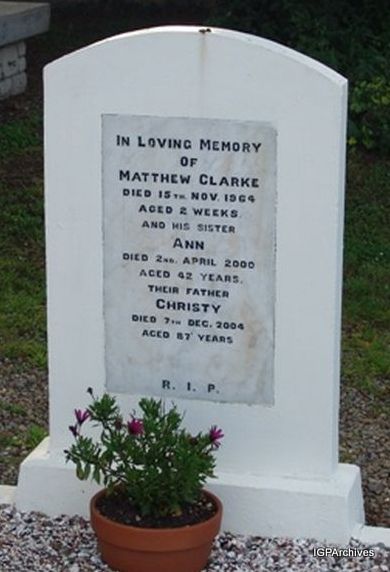 IN LOVING MEMORY
OF
MATTHEW CLARKE
DIED 15TH. NOV. 1964
AGED 2 WEEKS.
AND HIS SISTER
ANN
DIED 2ND. APRIL 2000
AGED 42 YEARS.
THEIR FATHER
CHRISTY
DIED 7TH DEC. 2004
AGED 87 YEARS
R. I. P.
IGPArchives